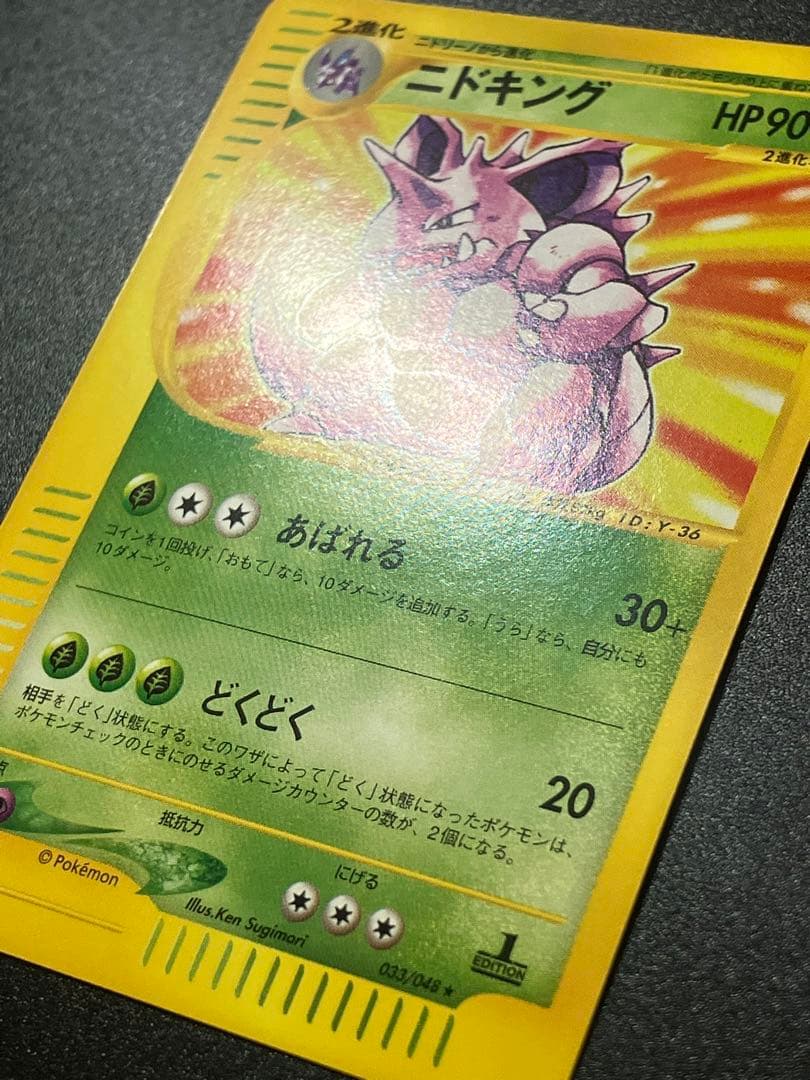 2進化 ニドリーノから進化
ニドキング HP90
2進化
ID:Y-36
あばれる 30+
コインを1回投げ、「おもて」なら、10ダメージを追加する。「うら」なら、自分にも
10ダメージ。
どくどく 20
相手を「どく」状態にする。このワザによって「どく」状態になったポケモンは、
ポケモンチェックのときにのせるダメージカウンターの数が、2個になる。
点
抵抗力
にげる
©Pokémon
Illus.Ken Sugimori
033/048★
1
EDITION